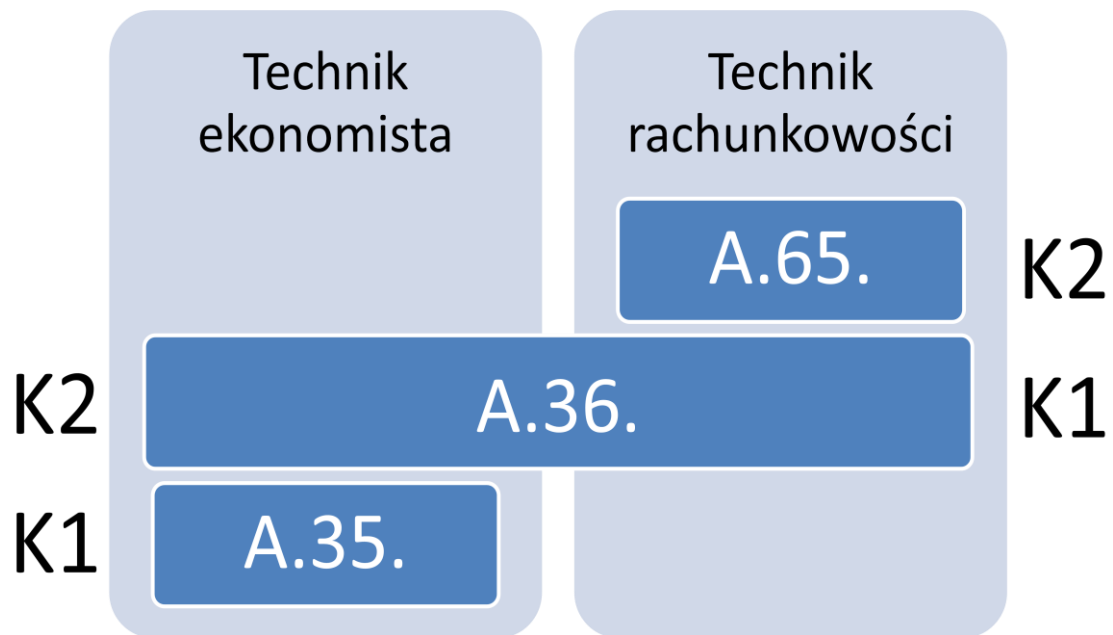 Technik
ekonomista
Technik
rachunkowości
A.65.
K2
K2
A.36.
K1
K1
A.35.